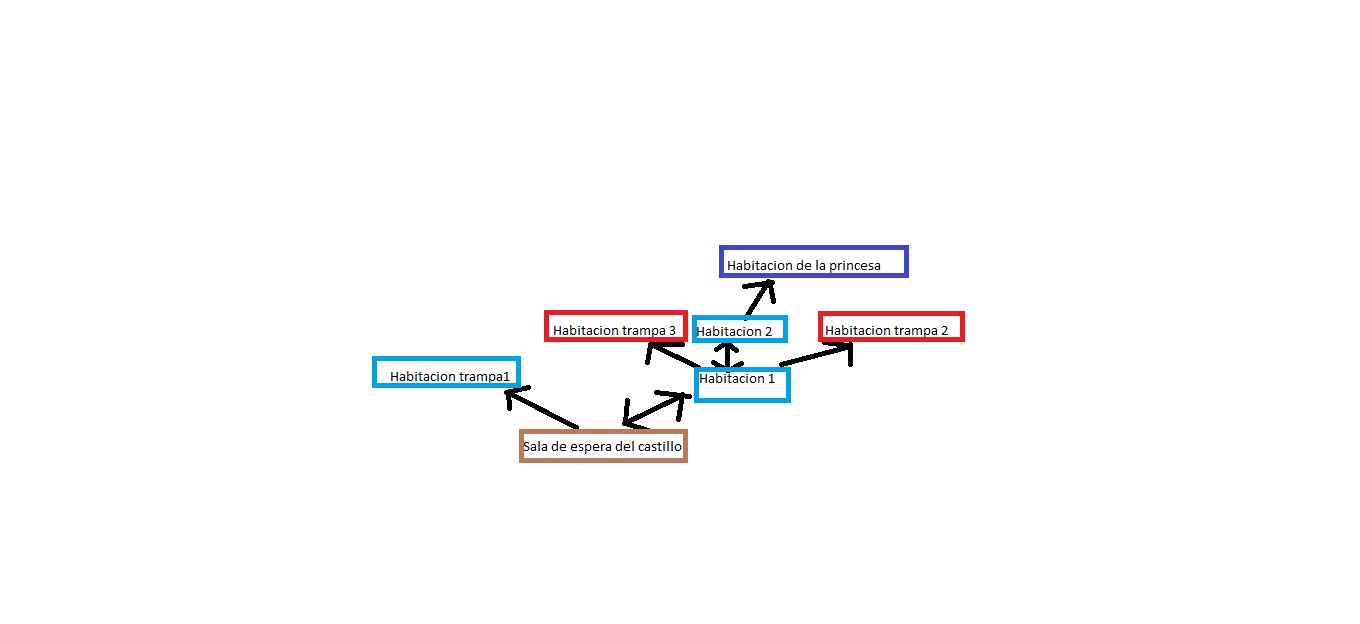 Habitacion de la princesa
Habitacion trampa 3
Habitacion 2
Habitacion trampa 2
Habitacion trampa1
Habitacion 1
Sala de espera del castillo